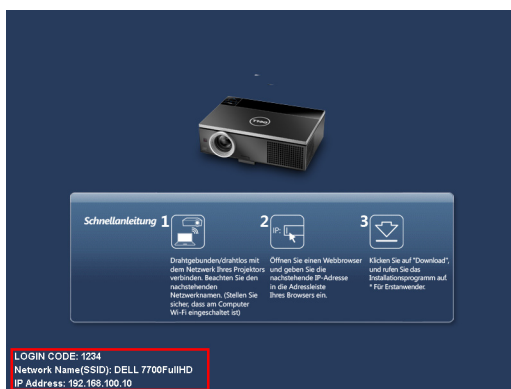 DELL
Schnellanleitung
1
Drahtgebunden/drahtlos mit
dem Netzwerk Ihres Projektors
verbinden. Beachten Sie den
nachstehenden
Netzwerknamen. (Stellen Sie
sicher, dass am Computer
Wi-Fi eingeschaltet ist)
2
IP:
Öffnen Sie einen Webbrowser
und geben Sie die
nachstehende IP-Adresse
in die Adressleiste
Ihres Browsers ein.
3
Klicken Sie auf "Download",
und rufen Sie das
Installationsprogramm auf.
* Für Erstanwender.
LOGIN CODE: 1234
Network Name(SSID): DELL 7700FullHD
IP Address: 192.168.100.10